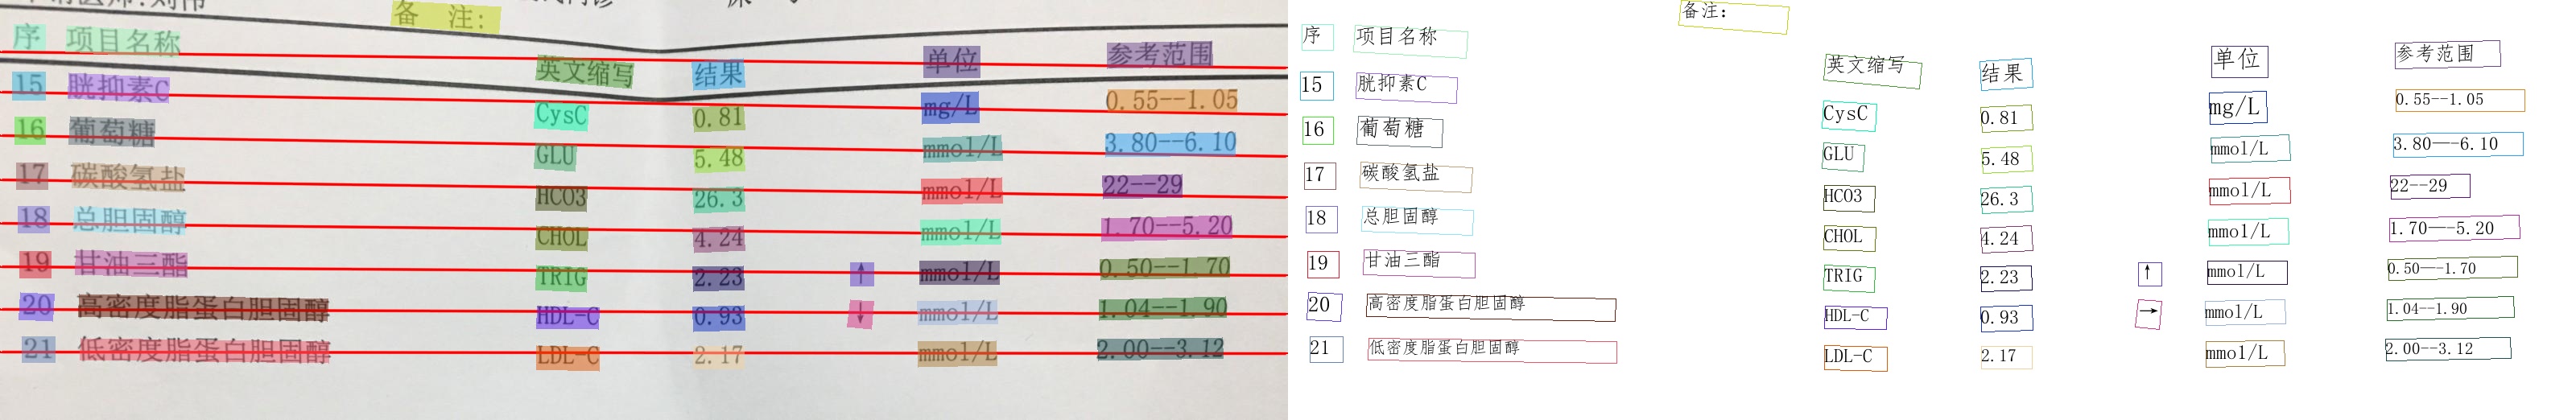 备 注:
序 项目名称 英文缩写 结果 单位 参考范围
15 胱抑素C CysC 0.81 mg/L 0.55--1.05
16 葡萄糖 GLU 5.48 mmol/L 3.80--6.10
17 碳酸氢盐 HCO3 26.3 mmol/L 22--29
18 总胆固醇 CHOL 4.24 mmol/L 1.70--5.20
19 甘油三酯 TRIG 2.23 ↑ mmol/L 0.50--1.70
20 高密度脂蛋白胆固醇 HDL-C 0.93 ↓ mmol/L 1.04--1.90
21 低密度脂蛋白胆固醇 LDL-C 2.17 mmol/L 2.00--3.12
备注:
序 项目名称 英文缩写 结果 单位 参考范围
15 胱抑素C CysC 0.81 mg/L 0.55--1.05
16 葡萄糖 GLU 5.48 mmol/L 3.80--6.10
17 碳酸氢盐 HCO3 26.3 mmol/L 22--29
18 总胆固醇 CHOL 4.24 mmol/L 1.70--5.20
19 甘油三酯 TRIG 2.23 ↑ mmol/L 0.50--1.70
20 高密度脂蛋白胆固醇 HDL-C 0.93 → mmol/L 1.04--1.90
21 低密度脂蛋白胆固醇 LDL-C 2.17 mmol/L 2.00--3.12